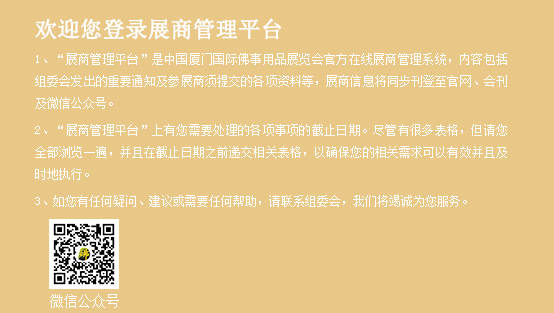 欢迎您登录展商管理平台
1、“展商管理平台”是中国厦门国际佛事用品展览会官方在线展商管理系统，内容包括
组委会发出的重要通知及参展商须提交的各项资料等，展商信息将同步刊登至官网、会刊
及微信公众号。
2、“展商管理平台”上有您需要处理的各项事项的截止日期。尽管有很多表格，但请您
全部浏览一遍，并且在截止日期之前递交相关表格，以确保您的相关需求可以有效并且及
时地执行。
3、如您有任何疑问、建议或需要任何帮助，请联系组委会，我们将竭诚为您服务。
微信公众号